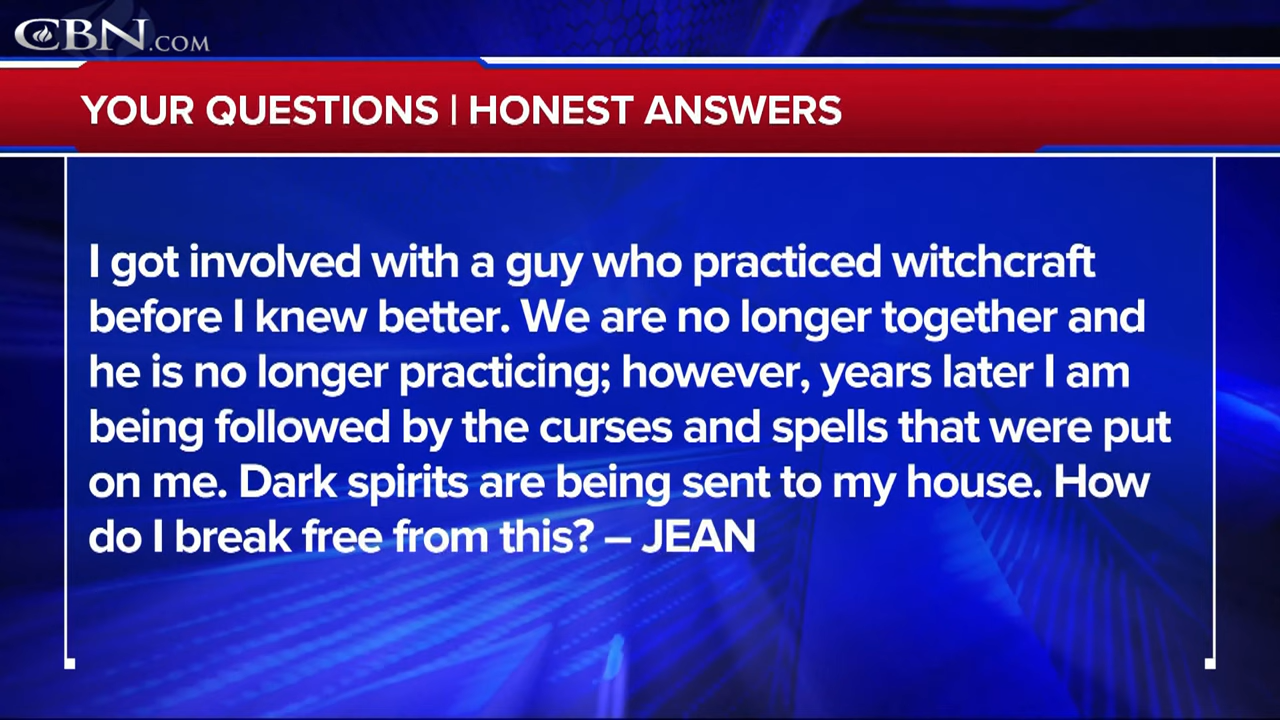 CBN.COM
YOUR QUESTIONS | HONEST ANSWERS
I got involved with a guy who practiced witchcraft
before I knew better. We are no longer together and
he is no longer practicing; however, years later I am
being followed by the curses and spells that were put
on me. Dark spirits are being sent to my house. How
do I break free from this? – JEAN